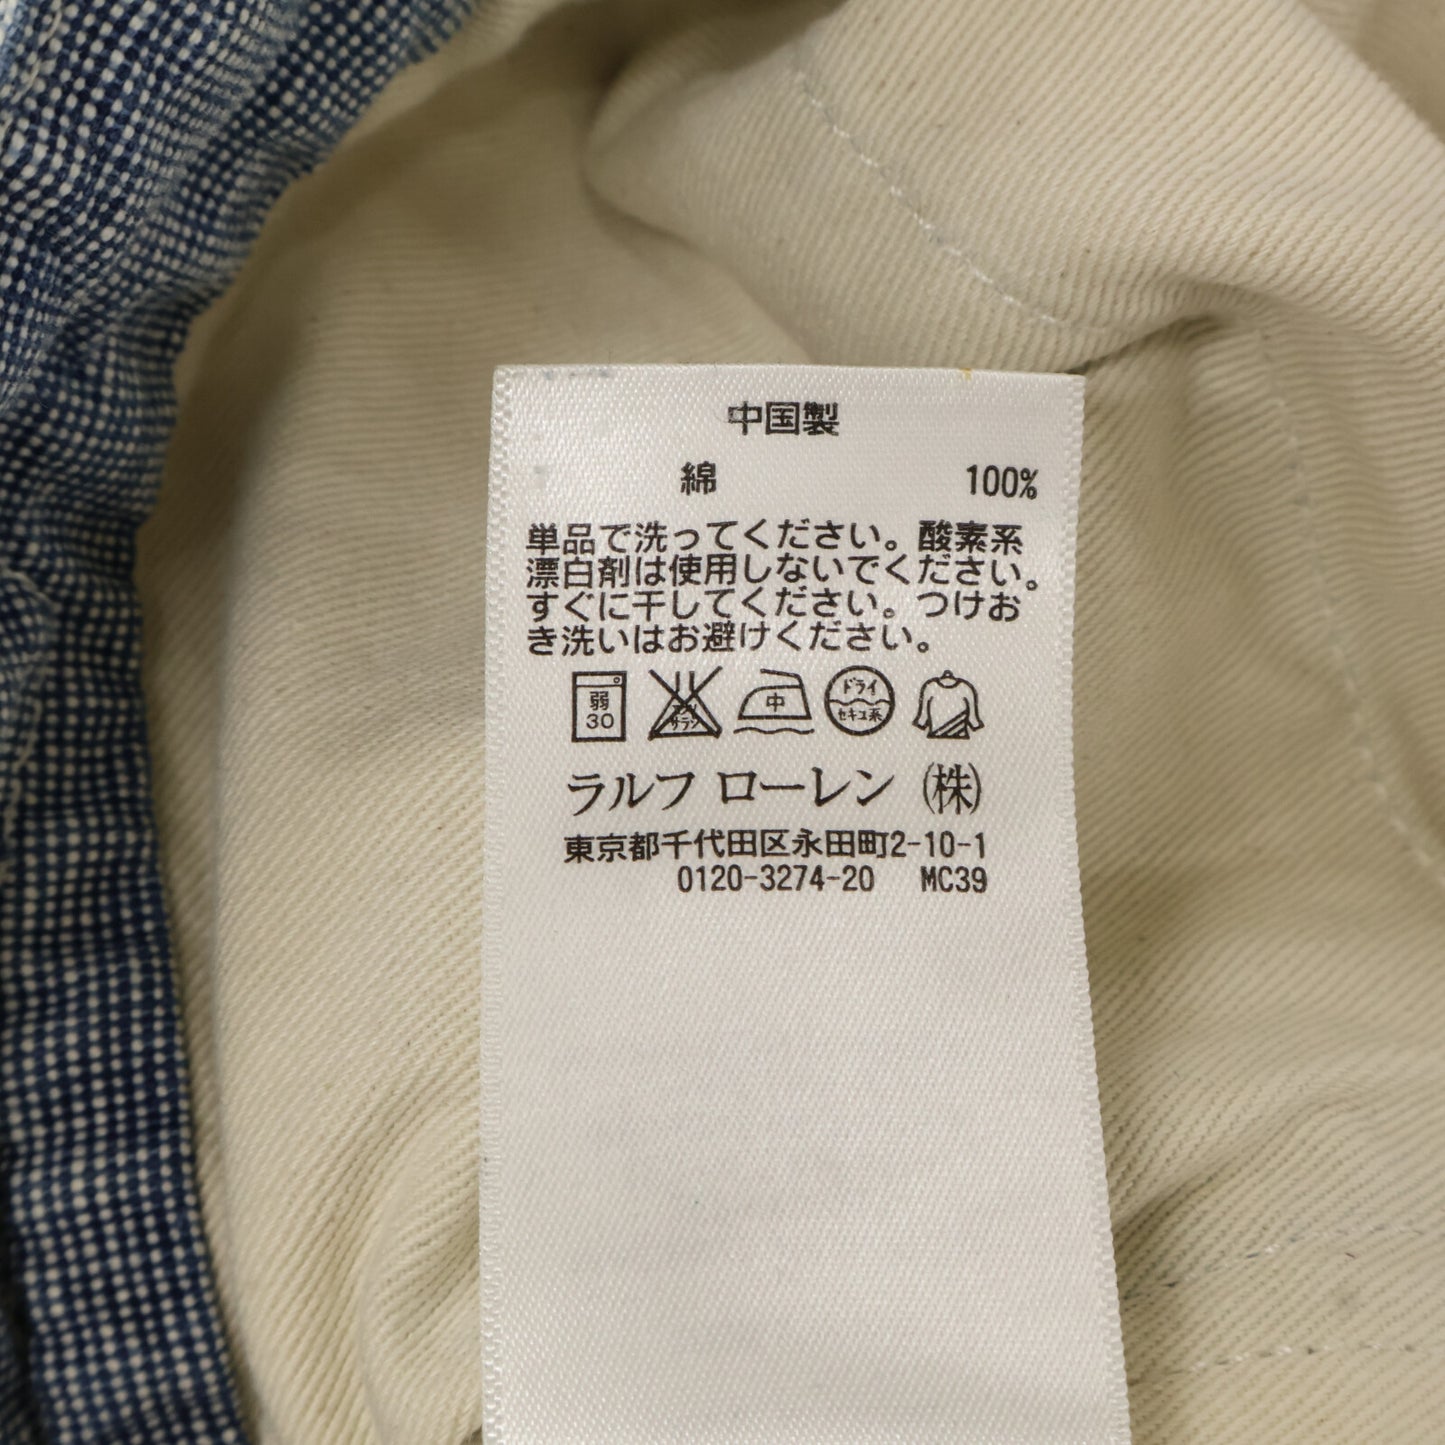 中国製
綿 100%
単品で洗ってください。酸素系
漂白剤は使用しないでください。
すぐに干してください。つけお
き洗いはお避けください。
弱
30
サラシ
中
ドライ
セキユ系
ラルフ ローレン (株)
東京都千代田区永田町2-10-1
0120-3274-20 MC39